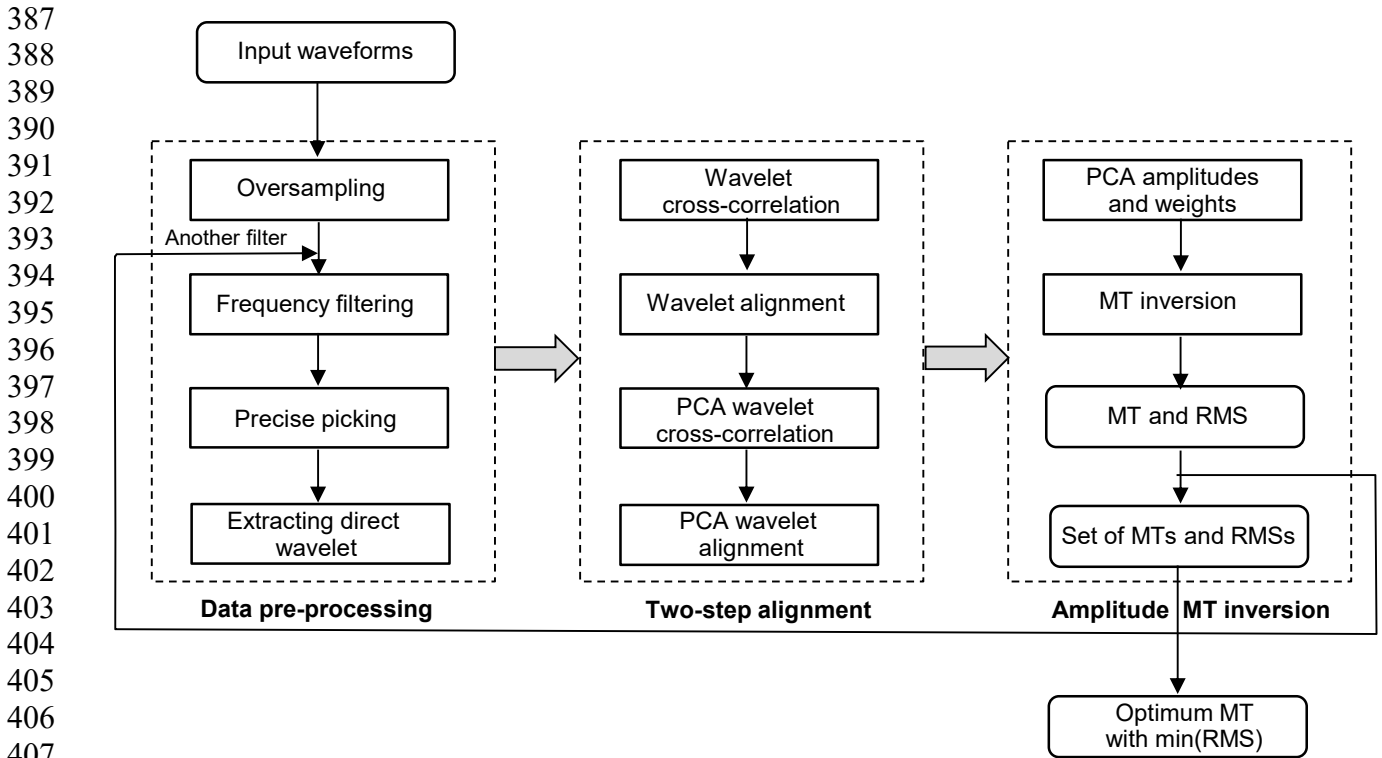 387
388
389
390
391
392
393
394
395
396
397
398
399
400
401
402
403
404
405
406
407
Input waveforms
Oversampling
Another filter
Frequency filtering
Precise picking
Extracting direct
wavelet
Data pre-processing
Wavelet
cross-correlation
Wavelet alignment
PCA wavelet
cross-correlation
PCA wavelet
alignment
Two-step alignment
PCA amplitudes
and weights
MT inversion
MT and RMS
Set of MTs and RMSs
Amplitude MT inversion
Optimum MT
with min(RMS)